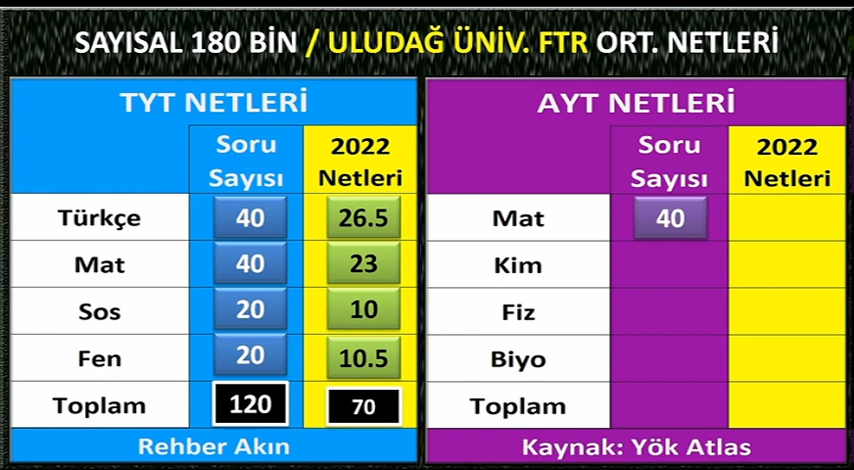 SAYISAL 180 BİN / ULUDAĞ ÜNİV. FTR ORT. NETLERİ
TYT NETLERİ
Soru Sayısı 2022 Netleri
Türkçe 40 26.5
Mat 40 23
Sos 20 10
Fen 20 10.5
Toplam 120 70
Rehber Akın
AYT NETLERİ
Soru Sayısı 2022 Netleri
Mat 40
Kim
Fiz
Biyo
Toplam
Kaynak: Yök Atlas